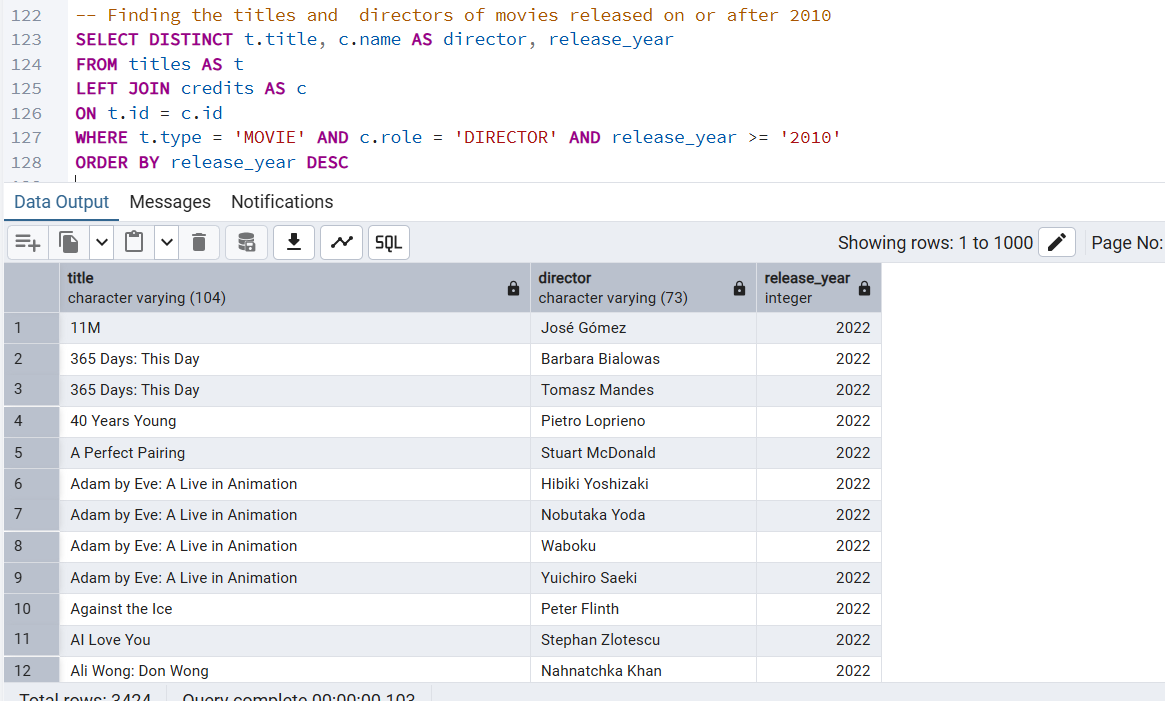 122 -- Finding the titles and  directors of movies released on or after 2010
123 SELECT DISTINCT t.title, c.name AS director, release_year
124 FROM titles AS t
125 LEFT JOIN credits AS c
126 ON t.id = c.id
127 WHERE t.type = 'MOVIE' AND c.role = 'DIRECTOR' AND release_year >= '2010'
128 ORDER BY release_year DESC
Data Output Messages Notifications
SQL Showing rows: 1 to 1000 Page No:
title director release_year
character varying (104) character varying (73) integer
1 11M José Gómez 2022
2 365 Days: This Day Barbara Bialowas 2022
3 365 Days: This Day Tomasz Mandes 2022
4 40 Years Young Pietro Loprieno 2022
5 A Perfect Pairing Stuart McDonald 2022
6 Adam by Eve: A Live in Animation Hibiki Yoshizaki 2022
7 Adam by Eve: A Live in Animation Nobutaka Yoda 2022
8 Adam by Eve: A Live in Animation Waboku 2022
9 Adam by Eve: A Live in Animation Yuichiro Saeki 2022
10 Against the Ice Peter Flinth 2022
11 AI Love You Stephan Zlotescu 2022
12 Ali Wong: Don Wong Nahnatchka Khan 2022
Total rows: 3424 Query complete 00:00:00.103